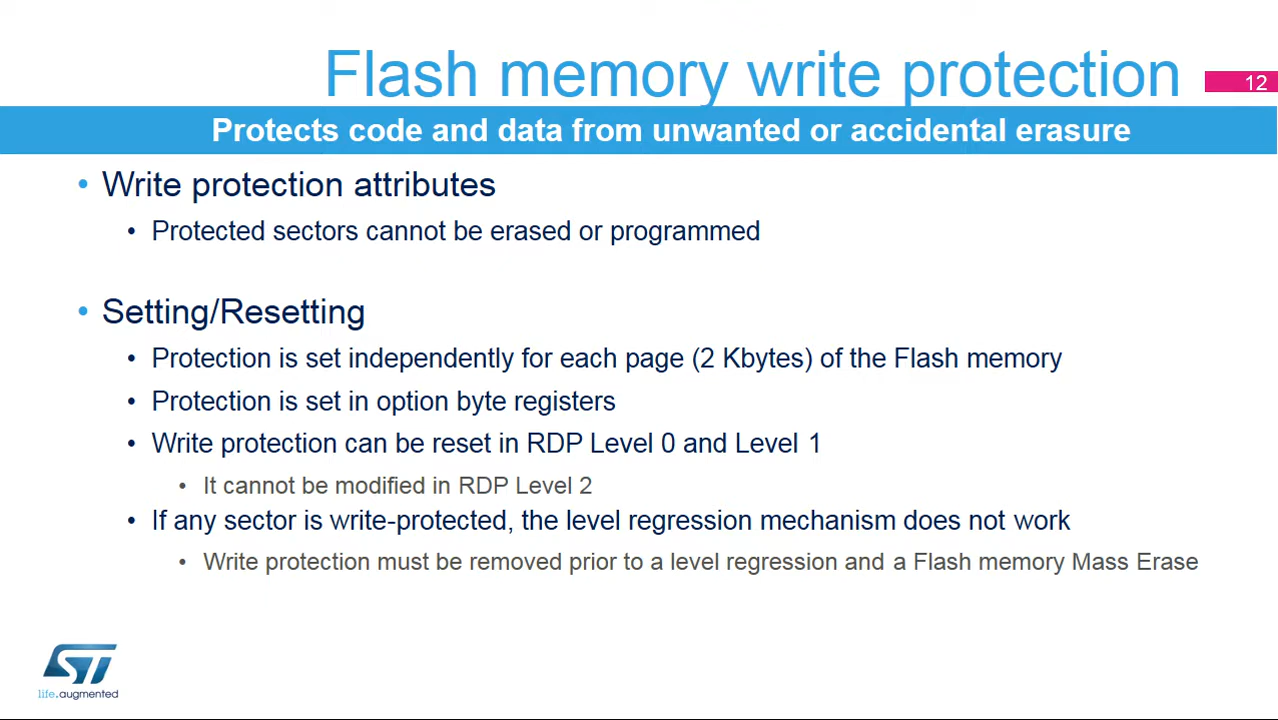 Flash memory write protection
12
Protects code and data from unwanted or accidental erasure
• Write protection attributes
• Protected sectors cannot be erased or programmed
• Setting/Resetting
• Protection is set independently for each page (2 Kbytes) of the Flash memory
• Protection is set in option byte registers
• Write protection can be reset in RDP Level 0 and Level 1
• It cannot be modified in RDP Level 2
• If any sector is write-protected, the level regression mechanism does not work
• Write protection must be removed prior to a level regression and a Flash memory Mass Erase
ST
life.augmented